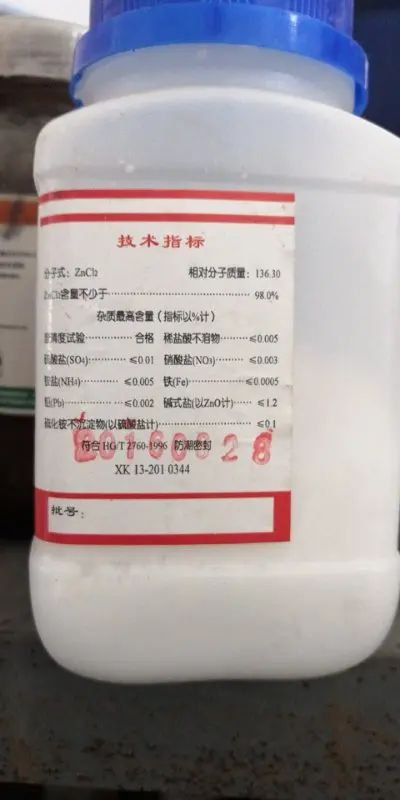 技术指标
分子式：ZnCl2 相对分子质量：136.30
ZnCl2含量不少于 98.0%
杂质最高含量（指标以%计）
澄清度试验 合格 稀盐酸不溶物 ≤0.005
硫酸盐(SO4) ≤0.01 硝酸盐(NO3) ≤0.003
铵盐(NH4) ≤0.005 铁(Fe) ≤0.0005
铅(Pb) ≤0.002 碱式盐(以ZnO计) ≤1.2
硫化铵不沉淀物(以硫酸盐计) ≤0.1
符合 HG/T 2760-1996 防潮密封
XK 13-201 0344
批号：